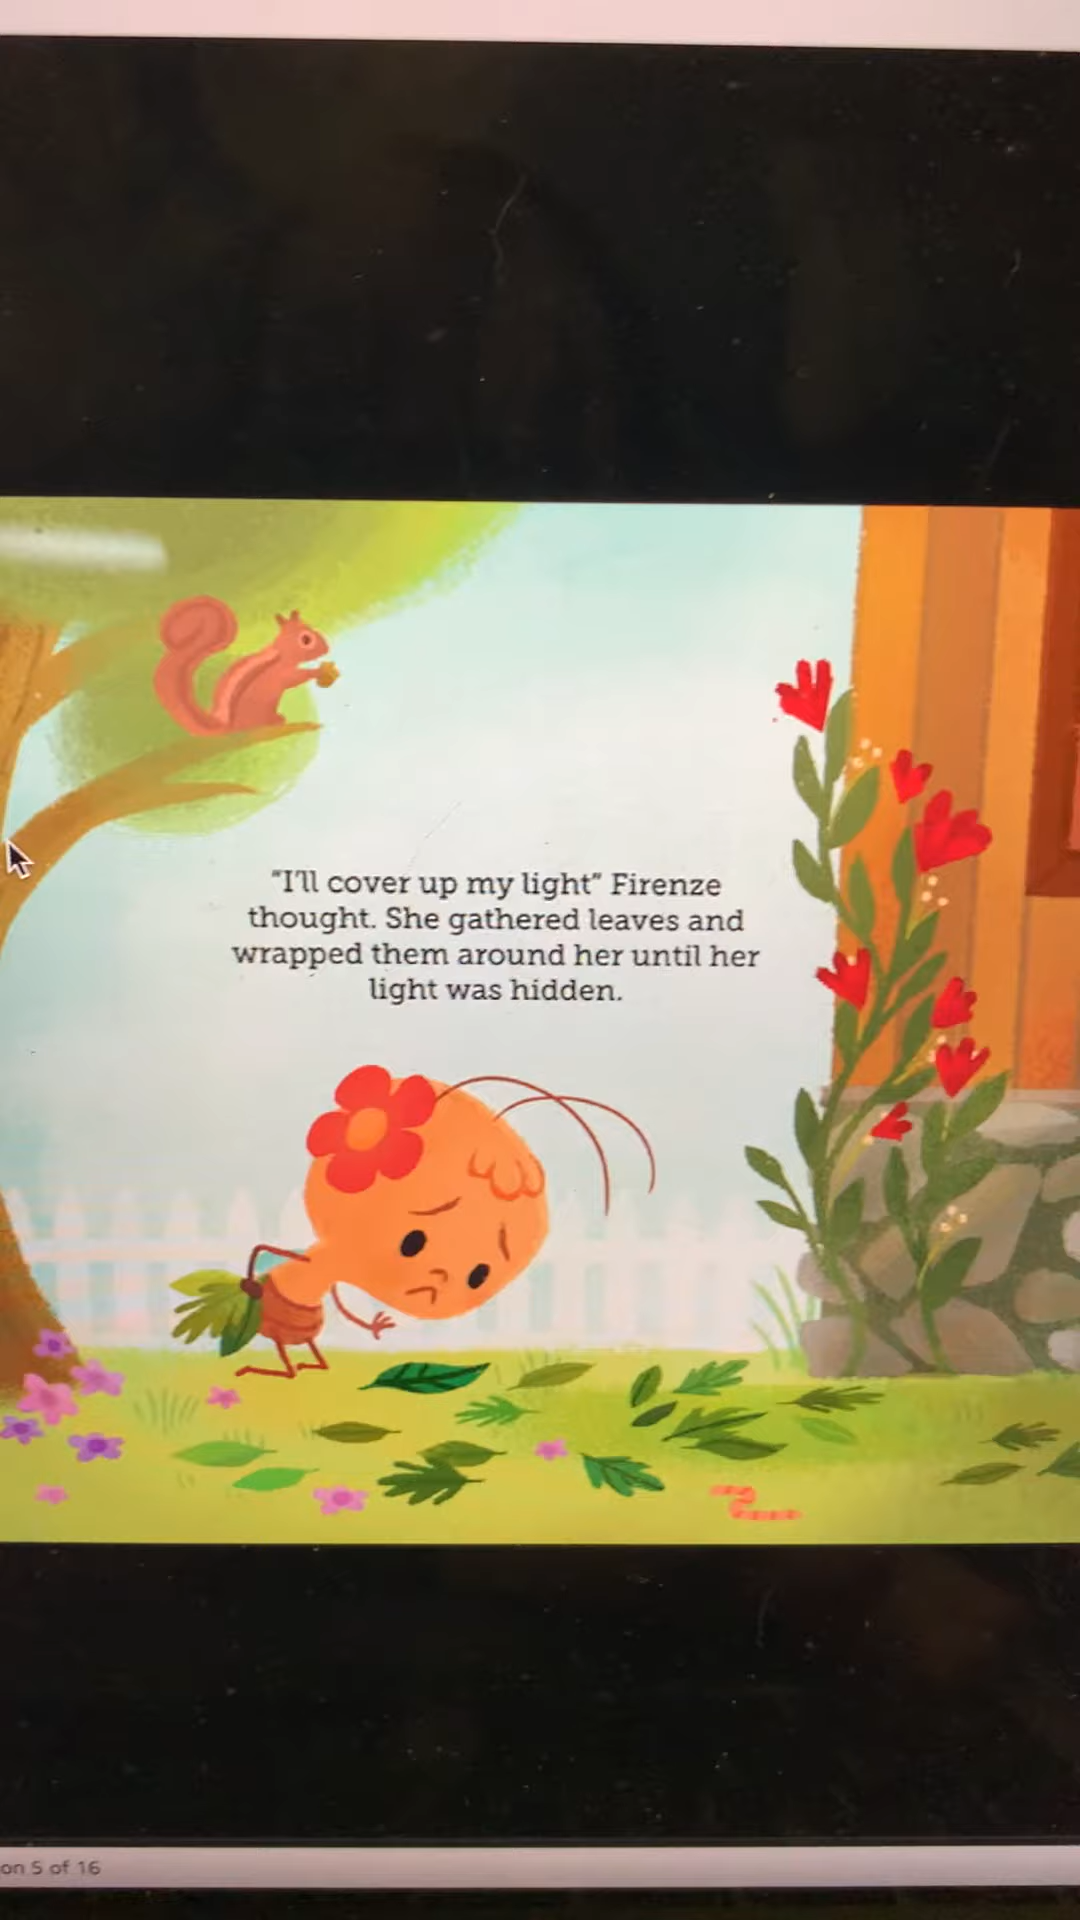 "I'll cover up my light" Firenze
thought. She gathered leaves and
wrapped them around her until her
light was hidden.
on 5 of 16